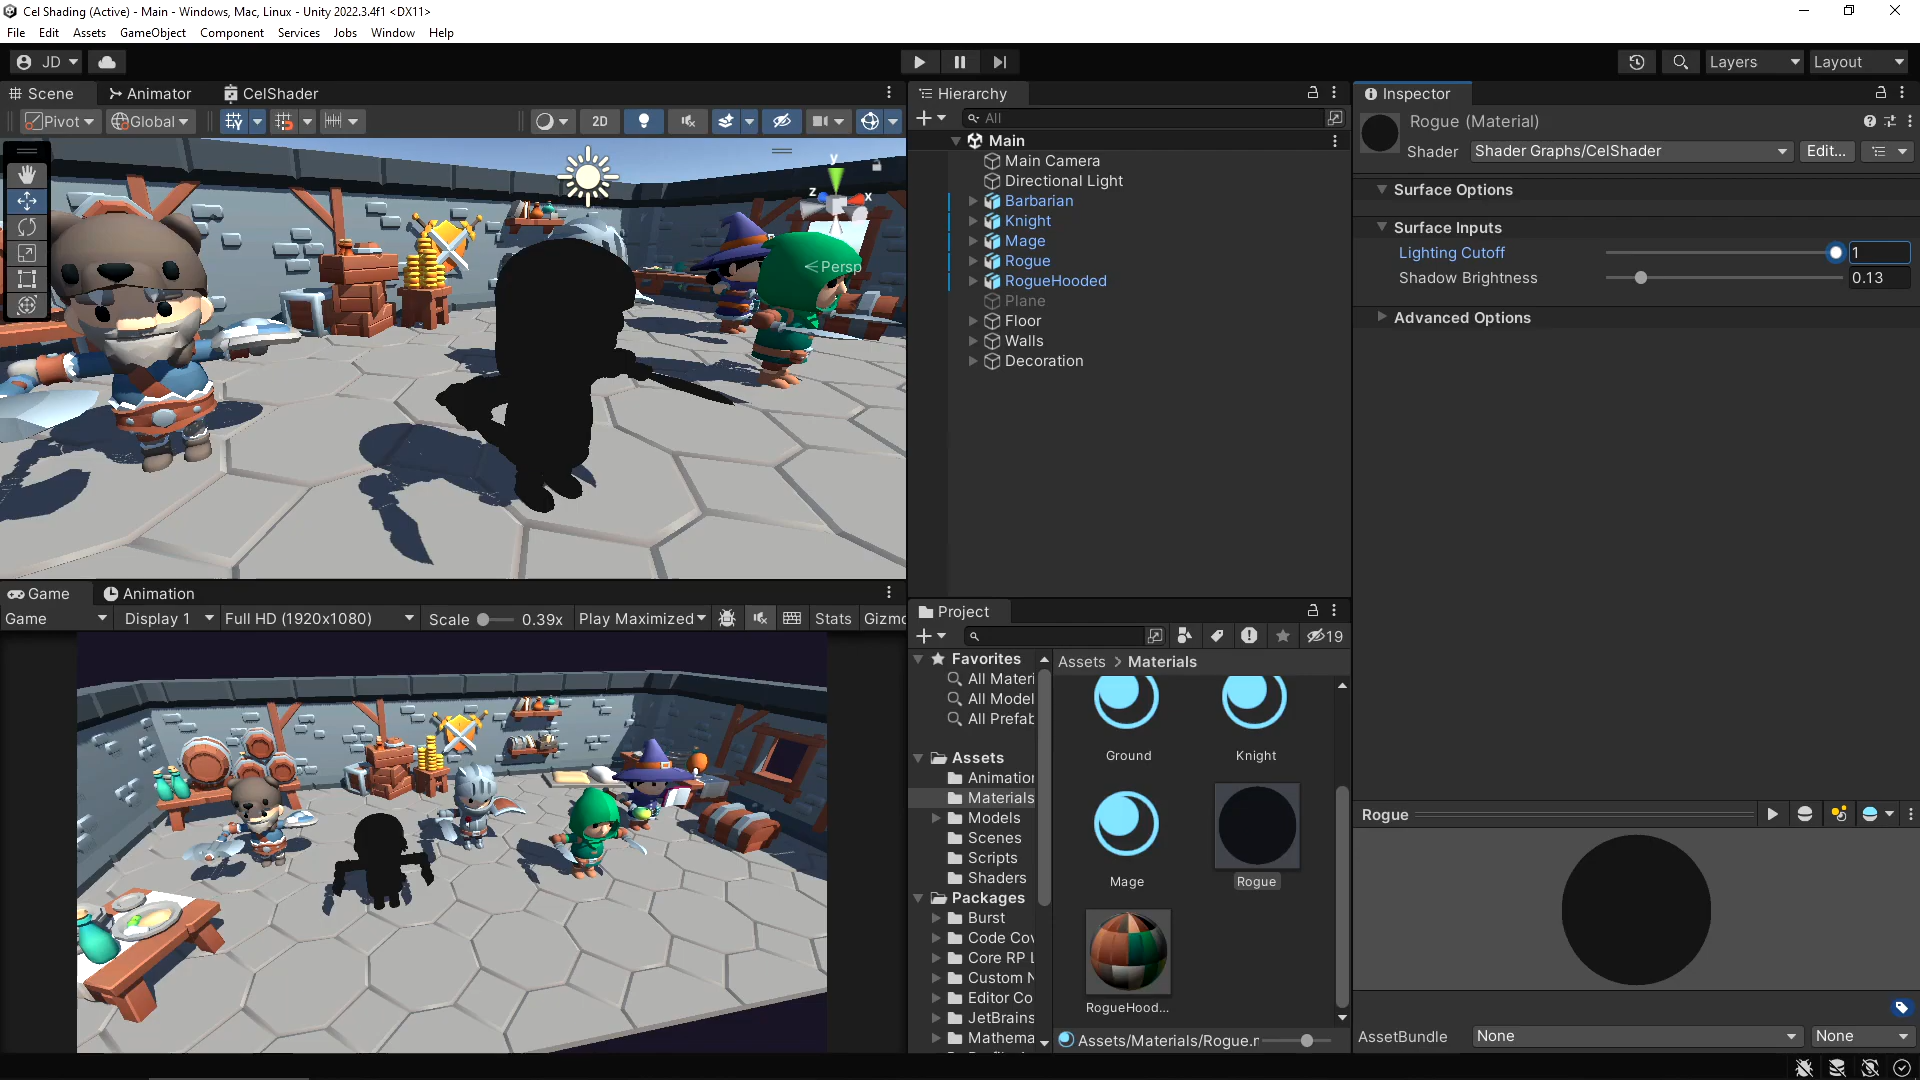 Cel Shading (Active) - Main - Windows, Mac, Linux - Unity 2022.3.4f1 <DX11>
File Edit Assets GameObject Component Services Jobs Window Help
JD
Layers Layout
Scene Animator CelShader
Pivot Global 2D
y
z x
Persp
Hierarchy
All
Main
Main Camera
Directional Light
Barbarian
Knight
Mage
Rogue
RogueHooded
Plane
Floor
Walls
Decoration
Inspector
Rogue (Material)
Shader Shader Graphs/CelShader Edit...
Surface Options
Surface Inputs
Lighting Cutoff 1
Shadow Brightness 0.13
Advanced Options
Game Animation
Game Display 1 Full HD (1920x1080) Scale 0.39x Play Maximized Stats Gizmo
Project
19
Favorites
All Materi
All Model
All Prefab
Assets
Animation
Materials
Models
Scenes
Scripts
Shaders
Packages
Burst
Code Cov
Core RP L
Custom N
Editor Co
JetBrains
Mathema
Assets > Materials
Ground Knight
Mage Rogue
RogueHood...
Assets/Materials/Rogue.m
Rogue
AssetBundle None None